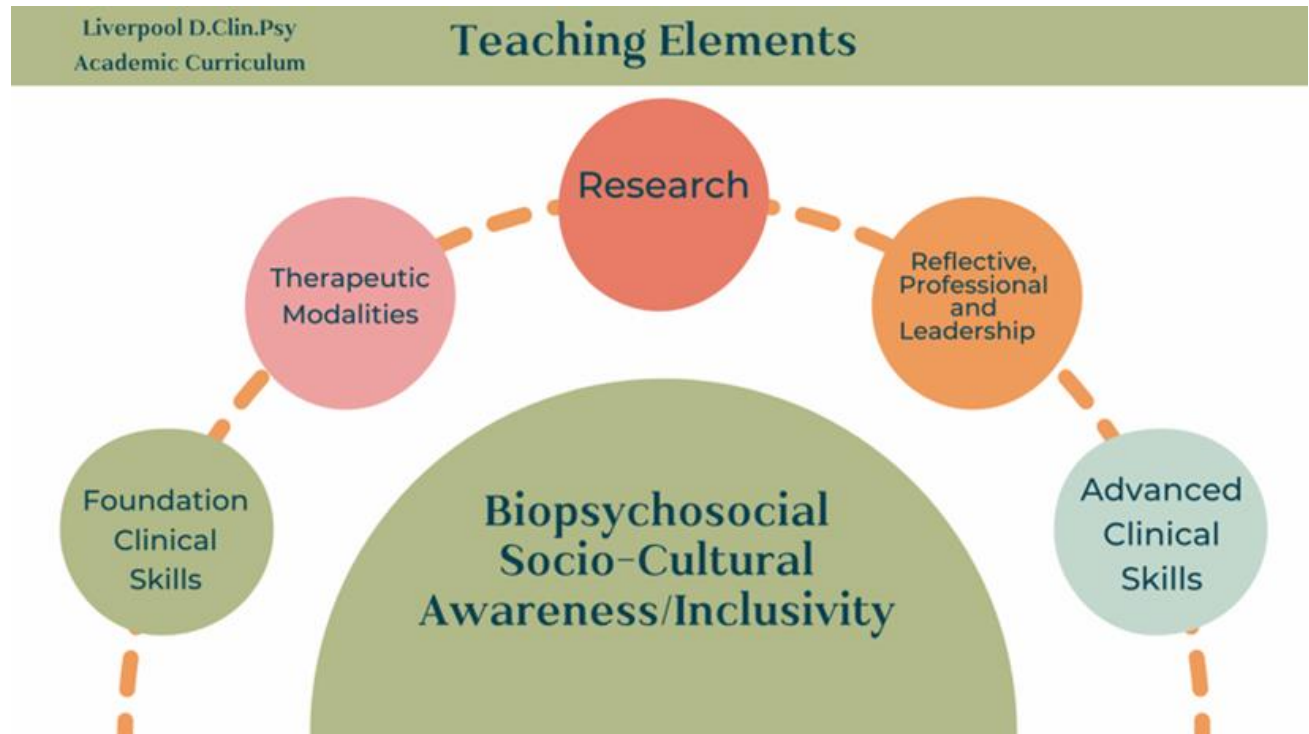 Liverpool D.Clin.Psy
Academic Curriculum
Teaching Elements
Research
Therapeutic
Modalities
Reflective,
Professional
and
Leadership
Foundation
Clinical
Skills
Advanced
Clinical
Skills
Biopsychosocial
Socio-Cultural
Awareness/Inclusivity